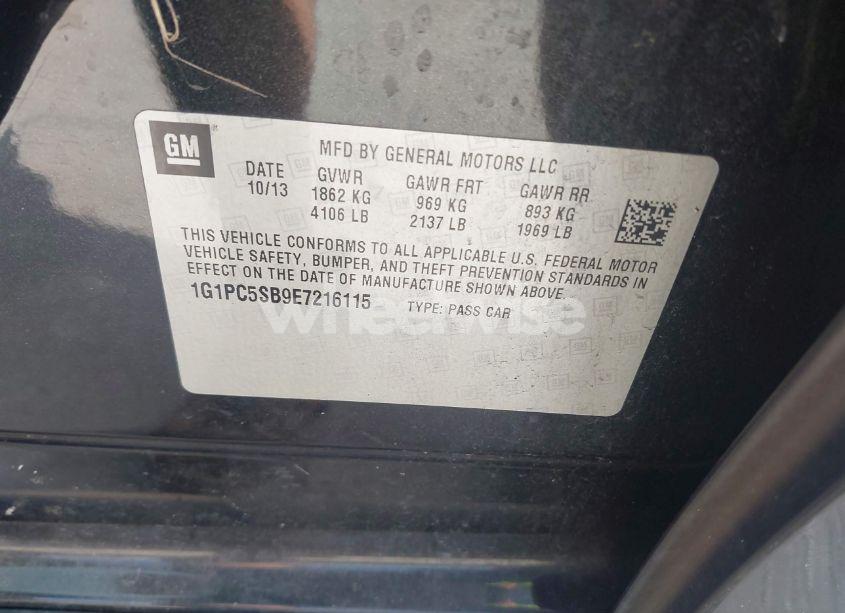 GM
MFD BY GENERAL MOTORS LLC
DATE GVWR GAWR FRT GAWR RR
10/13 1862 KG 969 KG 893 KG
4106 LB 2137 LB 1969 LB
THIS VEHICLE CONFORMS TO ALL APPLICABLE U.S. FEDERAL MOTOR
VEHICLE SAFETY, BUMPER, AND THEFT PREVENTION STANDARDS IN
EFFECT ON THE DATE OF MANUFACTURE SHOWN ABOVE.
1G1PC5SB9E7216115 TYPE: PASS CAR
wheelwise